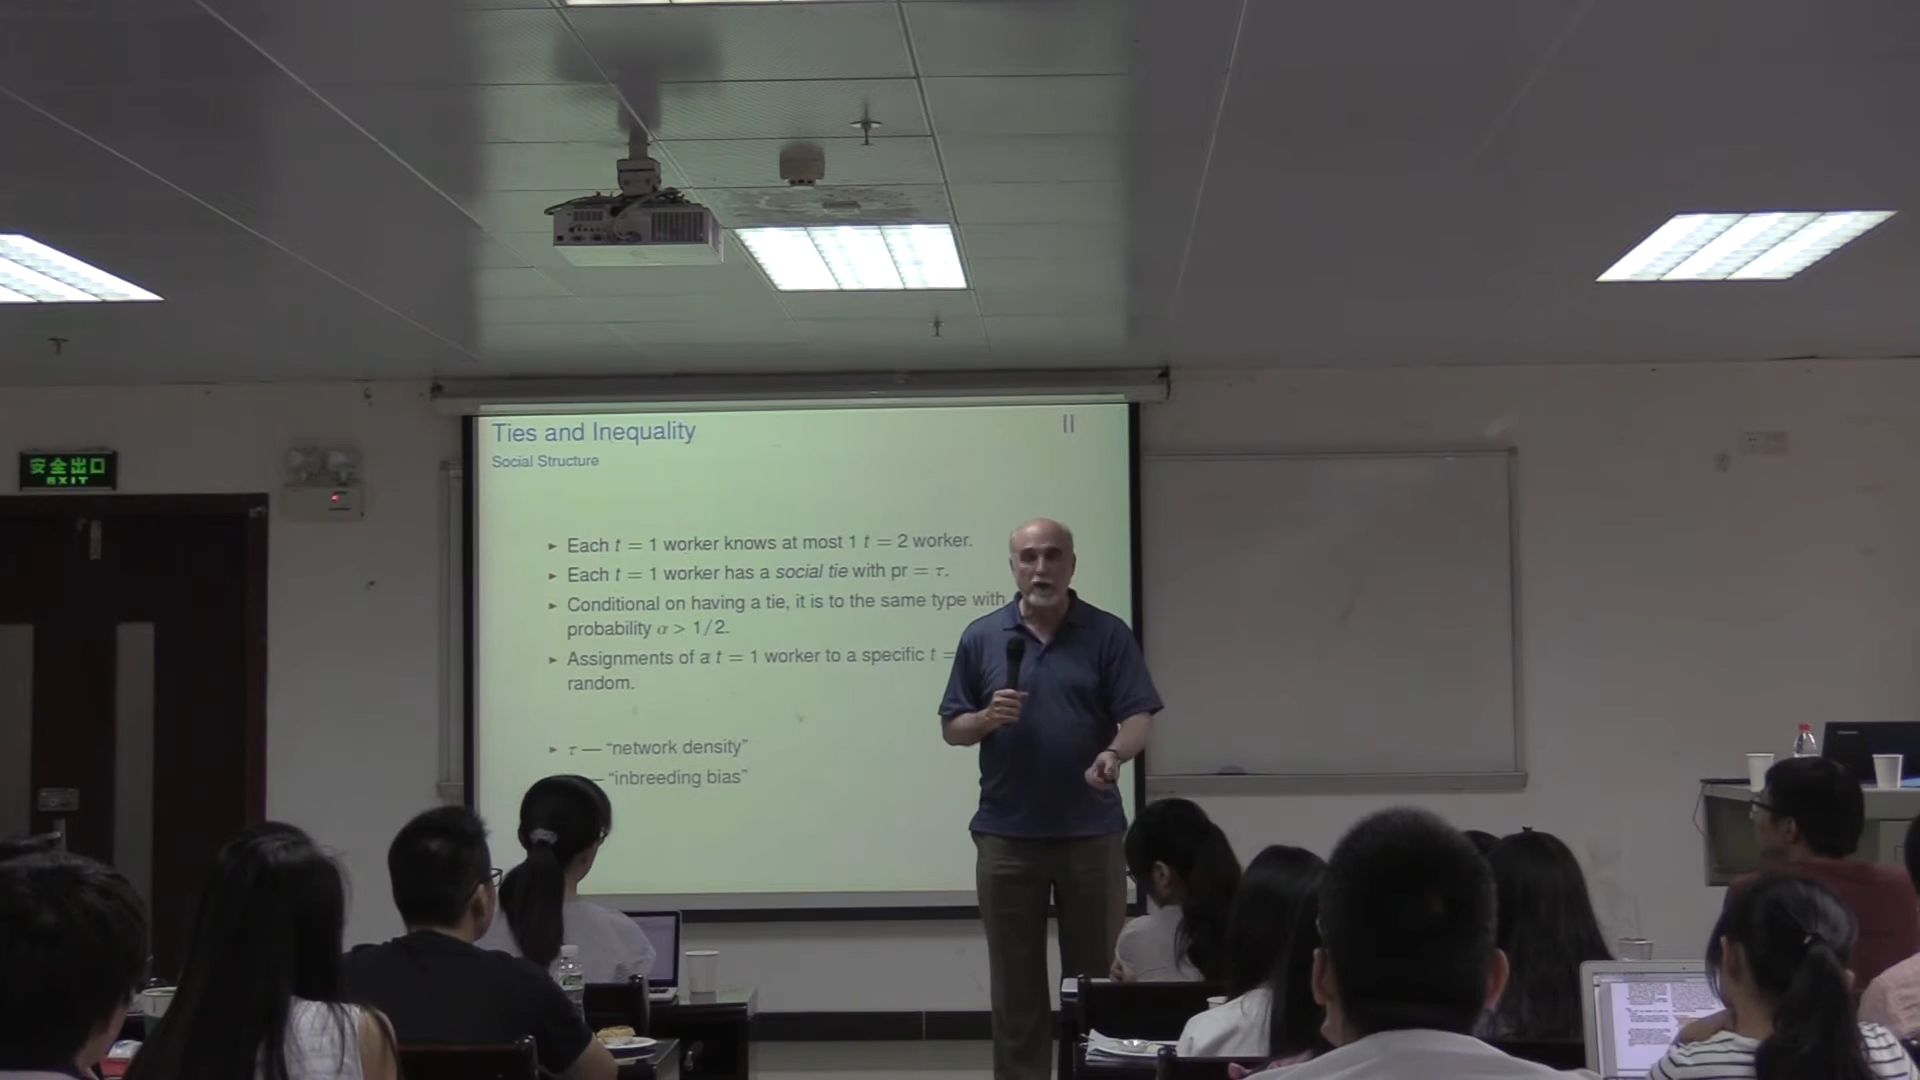 Ties and Inequality
II
Social Structure
安全出口
EXIT
► Each t = 1 worker knows at most 1 t = 2 worker.
► Each t = 1 worker has a social tie with pr = τ.
► Conditional on having a tie, it is to the same type with
probability α > 1/2.
► Assignments of a t = 1 worker to a specific t =
random.
► τ — “network density”
— “inbreeding bias”